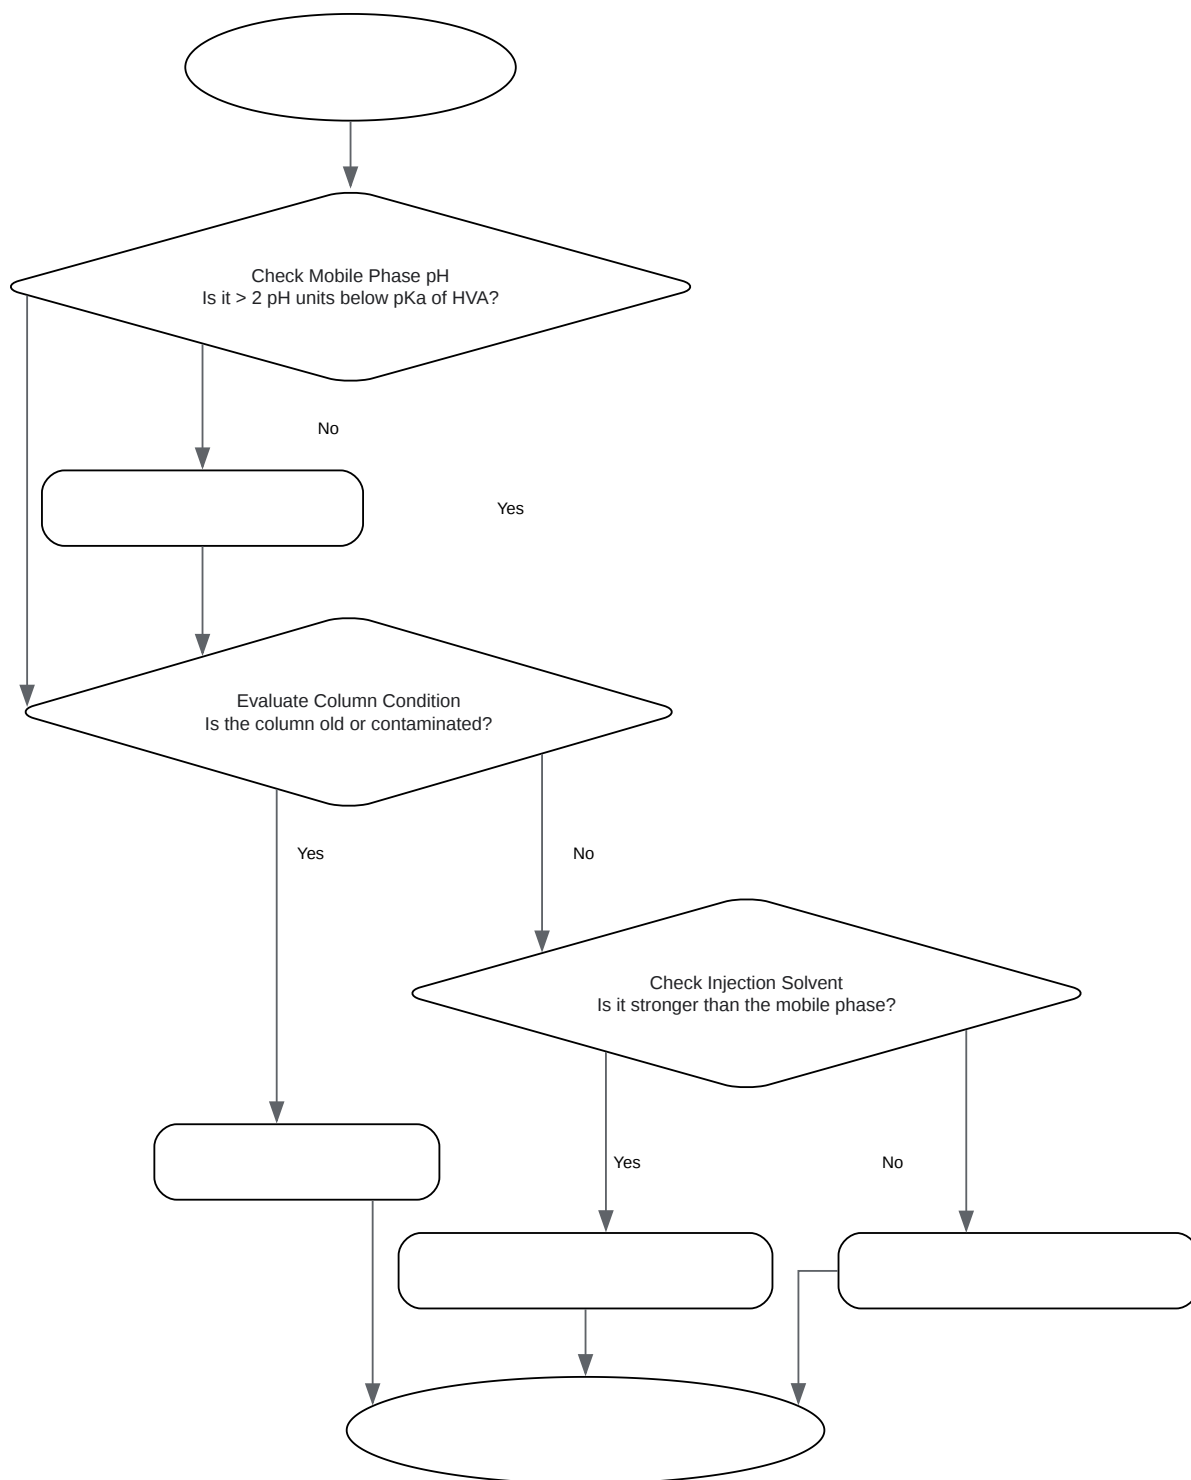 Check Mobile Phase pH
Is it > 2 pH units below pKa of HVA?
No
Yes
Evaluate Column Condition
Is the column old or contaminated?
Yes
No
Check Injection Solvent
Is it stronger than the mobile phase?
Yes
No